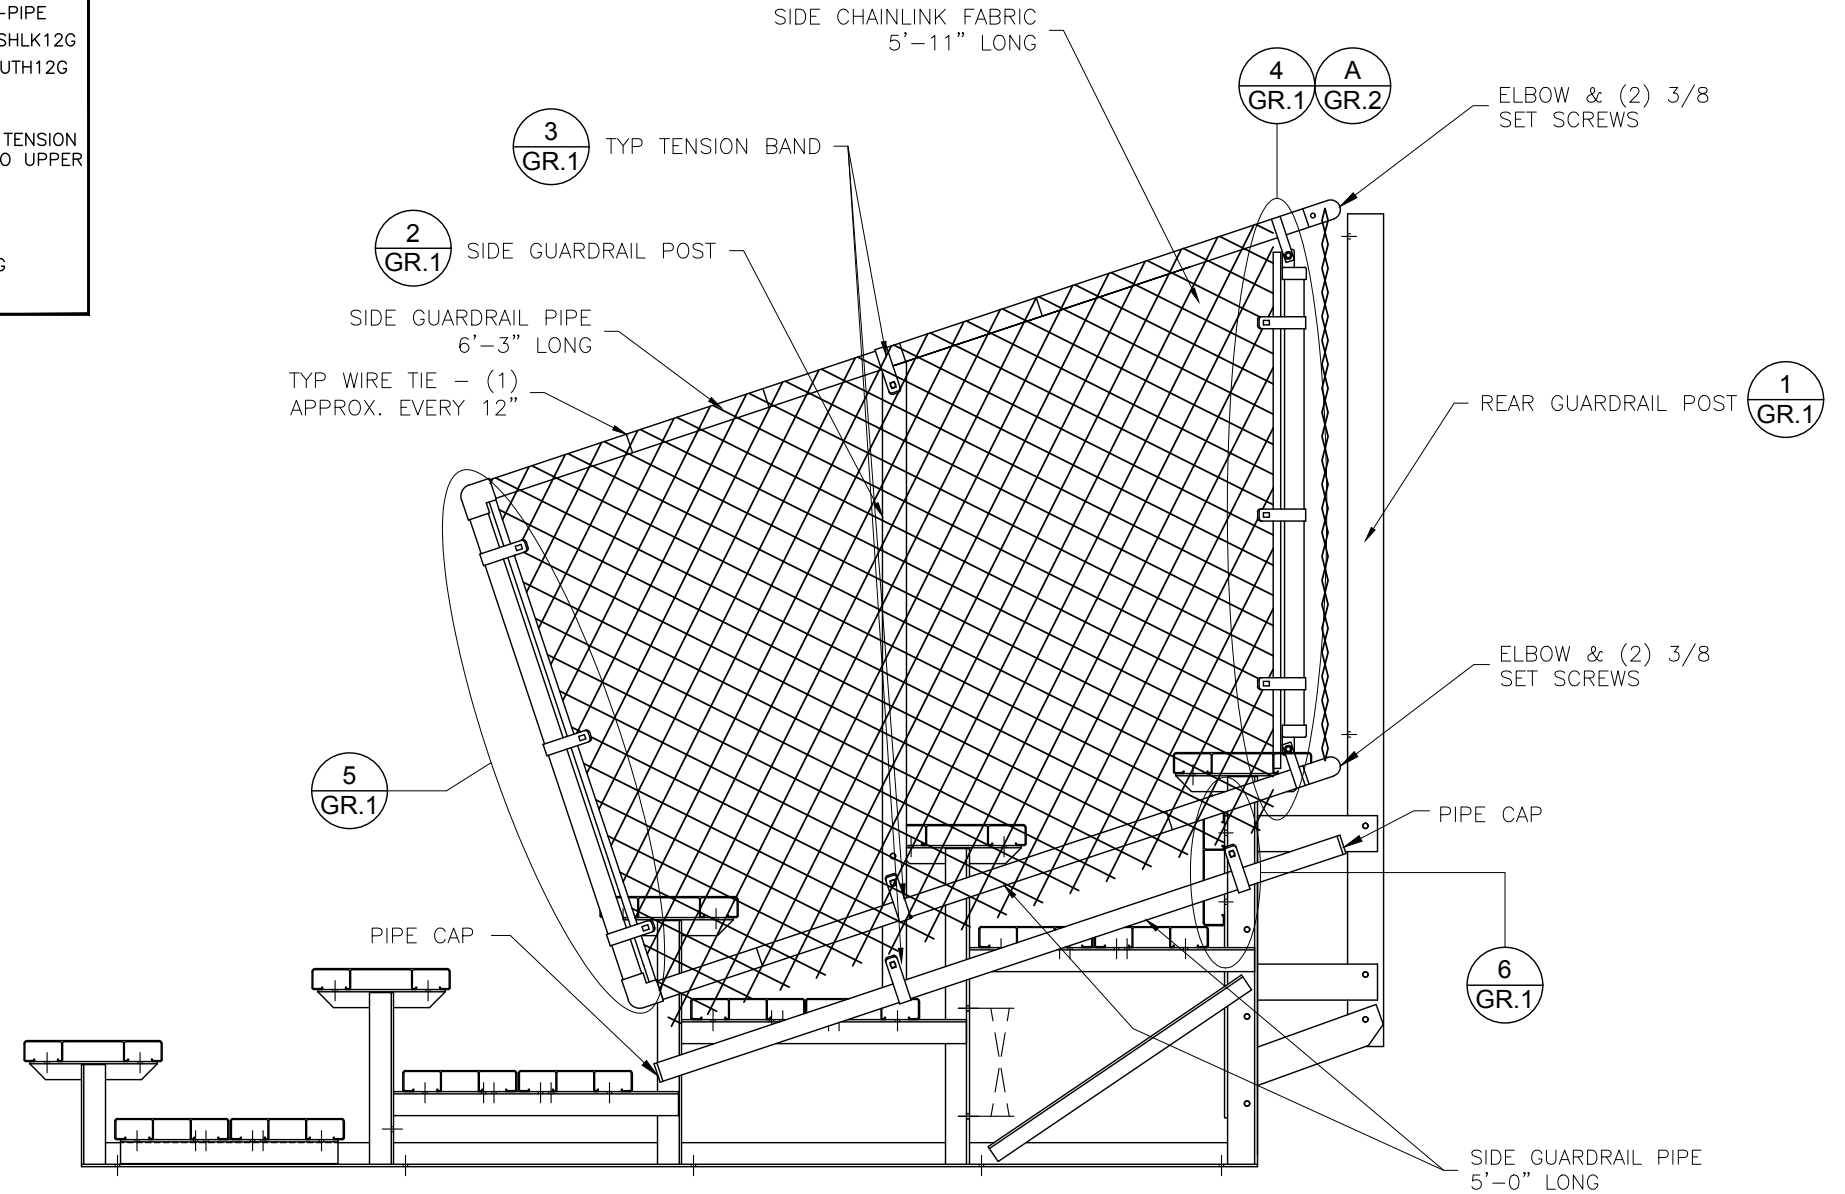 -PIPE
SHLK12G
UTH12G
TENSION
O UPPER
G
SIDE CHAINLINK FABRIC
5'-11" LONG
4
GR.1
A
GR.2
ELBOW & (2) 3/8
SET SCREWS
3
GR.1
TYP TENSION BAND
2
GR.1
SIDE GUARDRAIL POST
SIDE GUARDRAIL PIPE
6'-3" LONG
TYP WIRE TIE - (1)
APPROX. EVERY 12"
REAR GUARDRAIL POST
1
GR.1
ELBOW & (2) 3/8
SET SCREWS
5
GR.1
PIPE CAP
PIPE CAP
6
GR.1
SIDE GUARDRAIL PIPE
5'-0" LONG